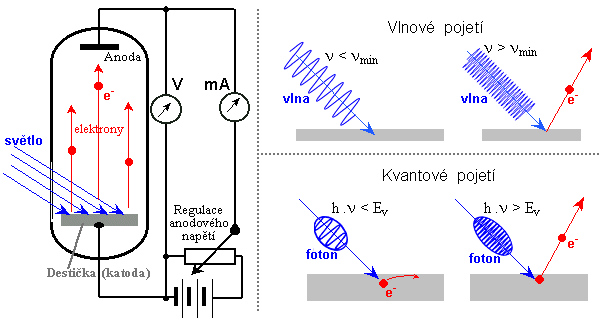 Anoda
e-
elektrony
světlo
Destička (katoda)
V
mA
Regulace
anodového
napětí
Vlnové pojetí
ν < νmin
vlna
ν > νmin
vlna
e-
Kvantové pojetí
h .ν < Ev
foton
e-
h .ν > Ev
foton
e-